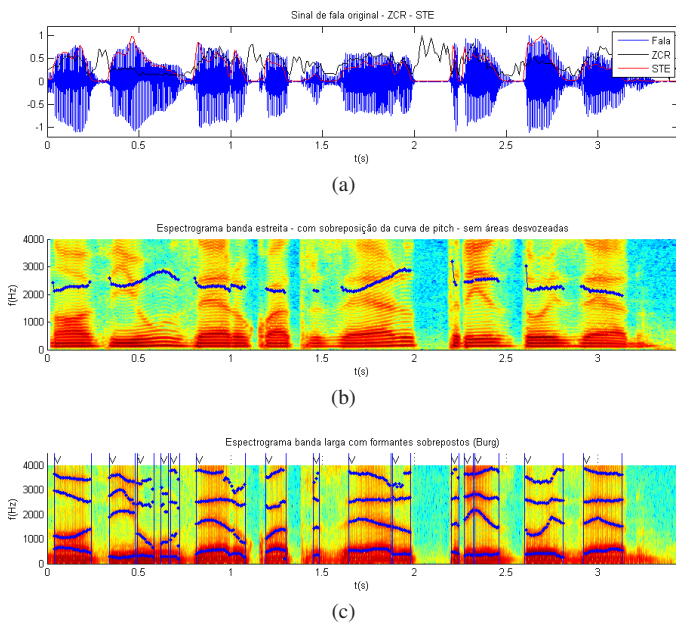 Sinal de fala original - ZCR - STE
1
0.5
0
0.5
-1
Fala
ZCR
STE
0 0.5 1 1.5 2 2.5 3
t(s)
(a)
Espectrograma banda estreita - com sobreposição da curva de pitch - sem áreas desvozeadas
4000
3000
2000
1000
0
f(Hz)
0 0.5 1 1.5 2 2.5 3
t(s)
(b)
Espectrograma banda larga com formantes sobrepostos (Burg)
4000
3000
2000
1000
0
f(Hz)
0 0.5 1 1.5 2 2.5 3
t(s)
(c)